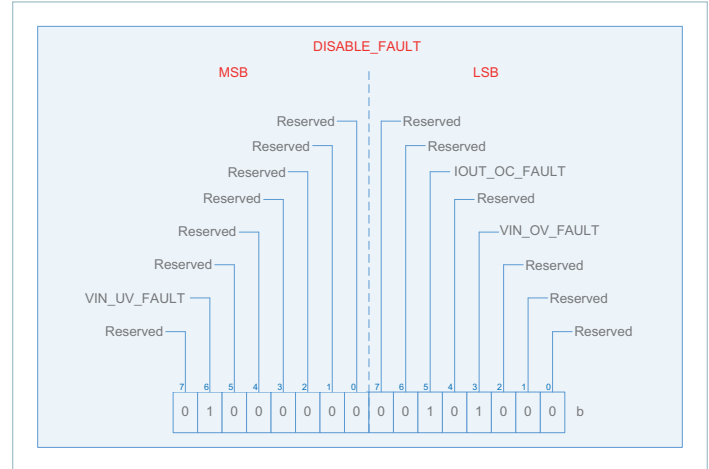 DISABLE_FAULT
MSB LSB
Reserved Reserved
Reserved Reserved
Reserved IOUT_OC_FAULT
Reserved Reserved
Reserved VIN_OV_FAULT
Reserved Reserved
VIN_UV_FAULT Reserved
Reserved Reserved
7 6 5 4 3 2 1 0 7 6 5 4 3 2 1 0
0 1 0 0 0 0 0 0 0 0 1 0 1 0 0 0 b